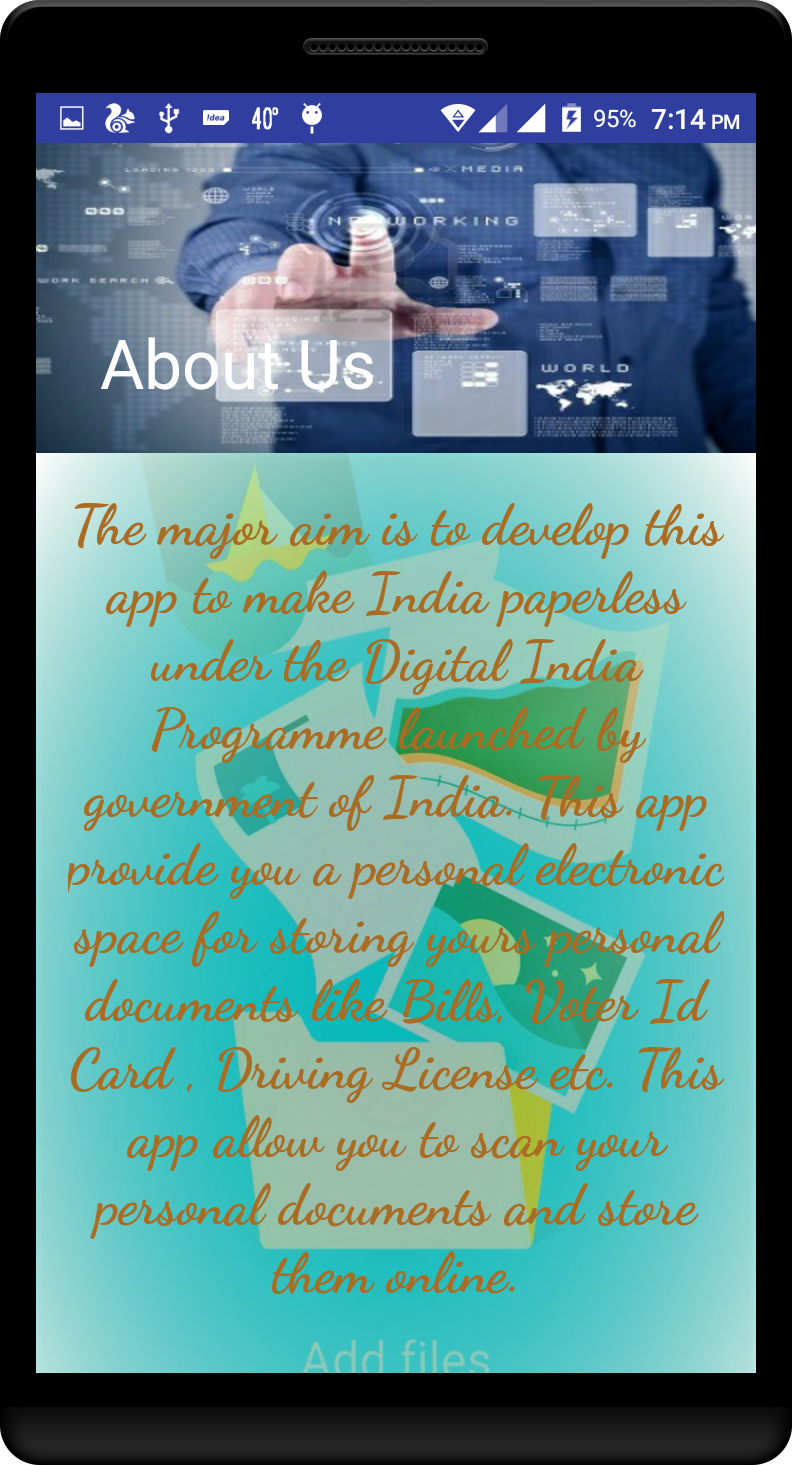 !dea 40° 95% 7:14 PM
MEDIA
WORLD
NETWORKING
WORK SEARCH
WORLD
About Us
The major aim is to develop this
app to make India paperless
under the Digital India
Programme launched by
government of India. This app
provide you a personal electronic
space for storing yours personal
documents like Bills, Voter Id
Card , Driving License etc. This
app allow you to scan your
personal documents and store
them online.
Add files